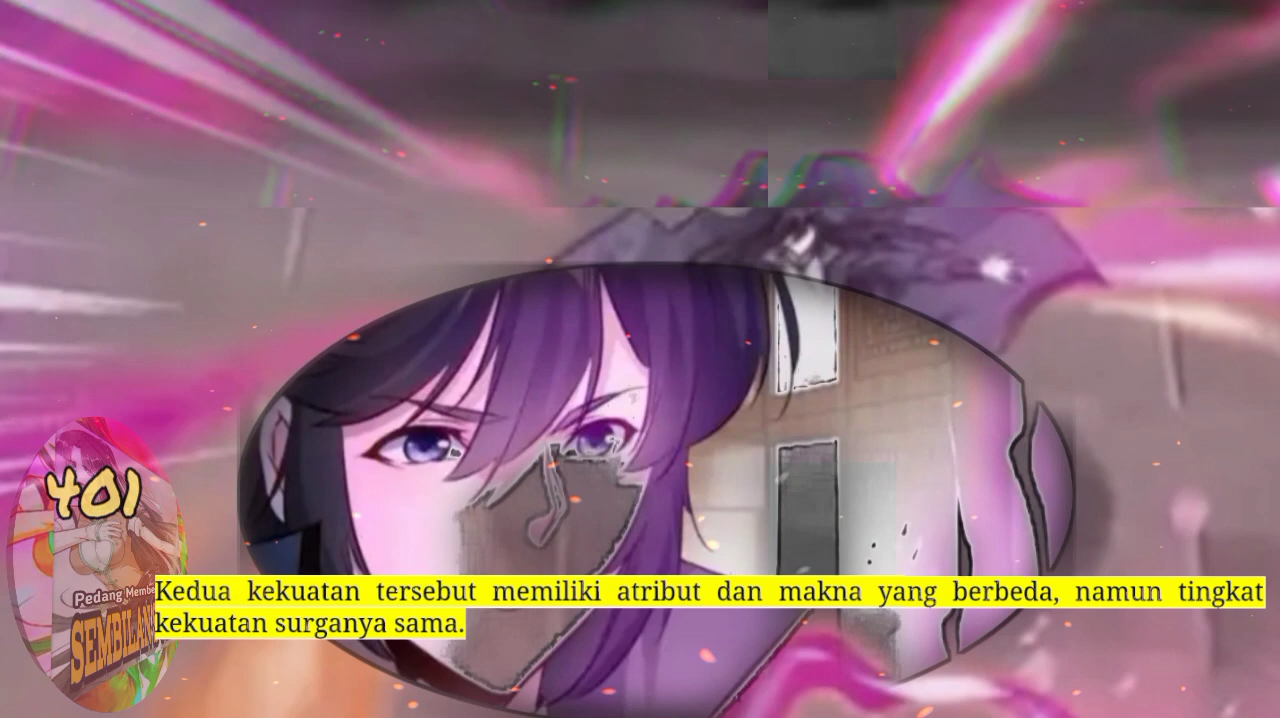 401
Pedang Membe
SEMBILAN
Kedua kekuatan tersebut memiliki atribut dan makna yang berbeda, namun tingkat
kekuatan surganya sama.